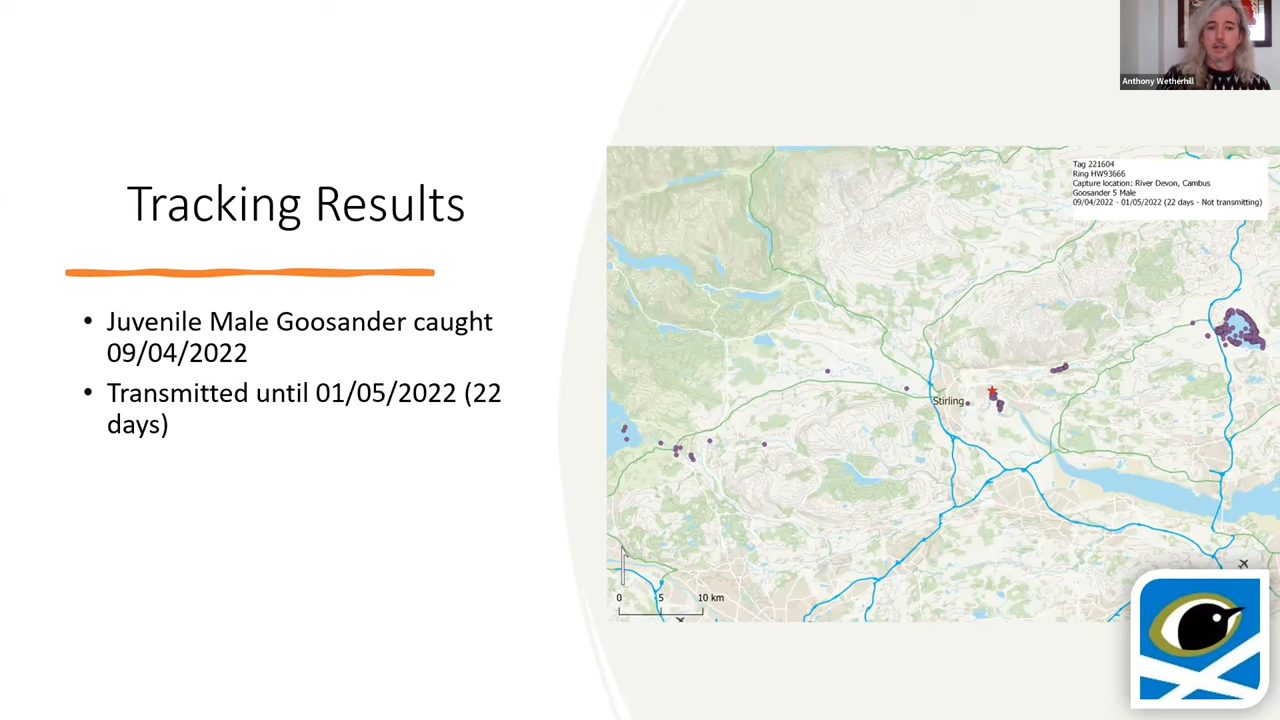 Anthony Wetherhill
Tracking Results
• Juvenile Male Goosander caught
09/04/2022
• Transmitted until 01/05/2022 (22
days)
Tag 221604
Ring HW93666
Capture location: River Devon, Cambus
Goosander 5 Male
09/04/2022 - 01/05/2022 (22 days - Not transmitting)
Stirling
0 5 10 km